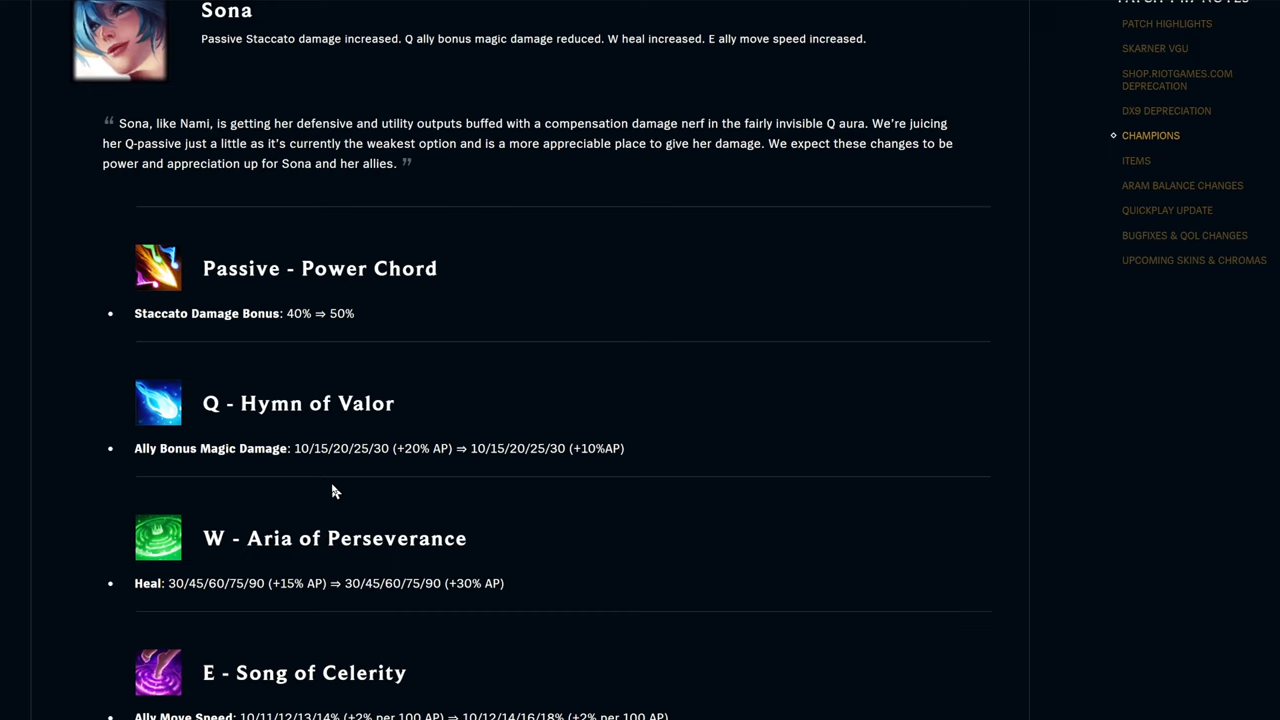 Sona
Passive Staccato damage increased. Q ally bonus magic damage reduced. W heal increased. E ally move speed increased.
“ Sona, like Nami, is getting her defensive and utility outputs buffed with a compensation damage nerf in the fairly invisible Q aura. We’re juicing
her Q-passive just a little as it’s currently the weakest option and is a more appreciable place to give her damage. We expect these changes to be
power and appreciation up for Sona and her allies. ”
Passive - Power Chord
• Staccato Damage Bonus: 40% ⇒ 50%
Q - Hymn of Valor
• Ally Bonus Magic Damage: 10/15/20/25/30 (+20% AP) ⇒ 10/15/20/25/30 (+10%AP)
W - Aria of Perseverance
• Heal: 30/45/60/75/90 (+15% AP) ⇒ 30/45/60/75/90 (+30% AP)
E - Song of Celerity
• Ally Move Speed: 10/11/12/13/14% (+2% per 100 AP) ⇒ 10/12/14/16/18% (+2% per 100 AP)
PATCH HIGHLIGHTS
SKARNER VGU
SHOP.RIOTGAMES.COM
DEPRECATION
DX9 DEPRECIATION
CHAMPIONS
ITEMS
ARAM BALANCE CHANGES
QUICKPLAY UPDATE
BUGFIXES & QOL CHANGES
UPCOMING SKINS & CHROMAS